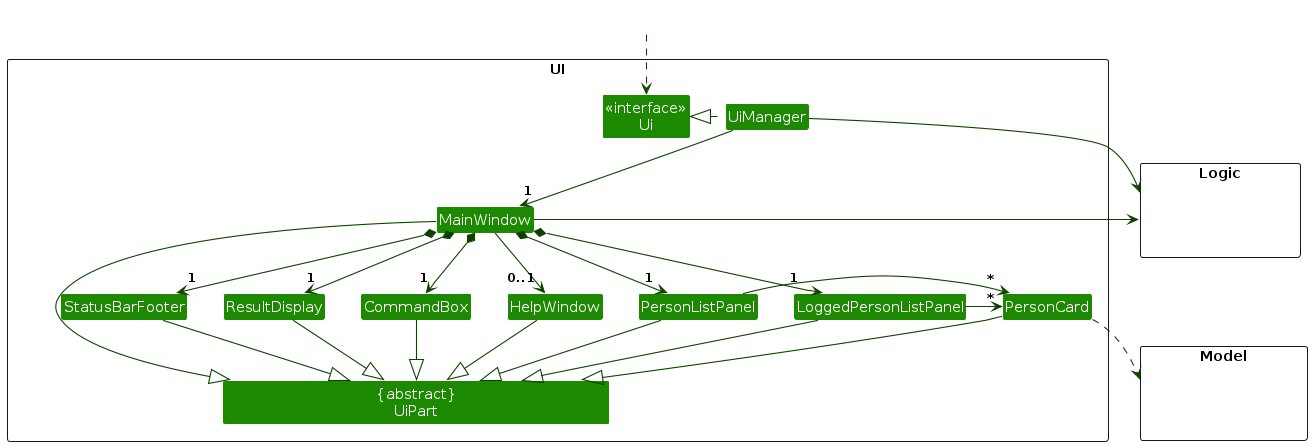 UI
«interface»
Ui
UiManager
Logic
1
MainWindow
1
1
1
0..1
1
1
*
*
StatusBarFooter
ResultDisplay
CommandBox
HelpWindow
PersonListPanel
LoggedPersonListPanel
PersonCard
Model
{abstract}
UiPart